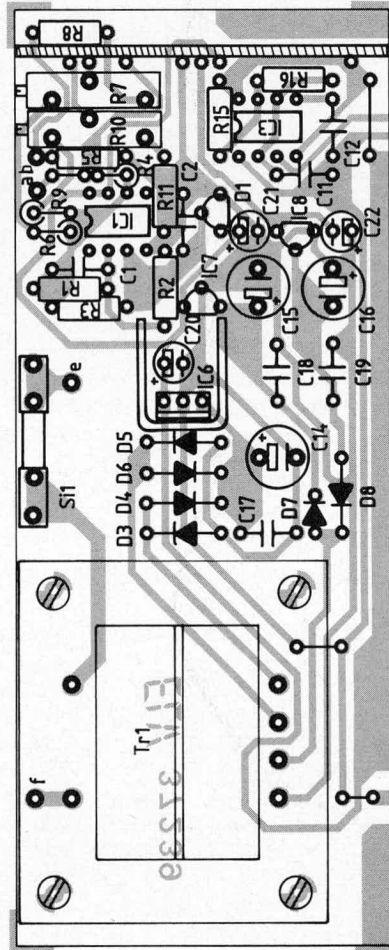 R8
R7
R10
R16
R15
IC3
C12
R5
R4
a
b
R9
R6
IC1
R11
C2
D1
C21
IC8
C11
C22
C1
R1
R3
R2
IC7
C20
C15
C16
C18
C19
IC6
e
Si1
D5
D6
D4
D3
C14
C17
D7
D8
f
Tr1
37239